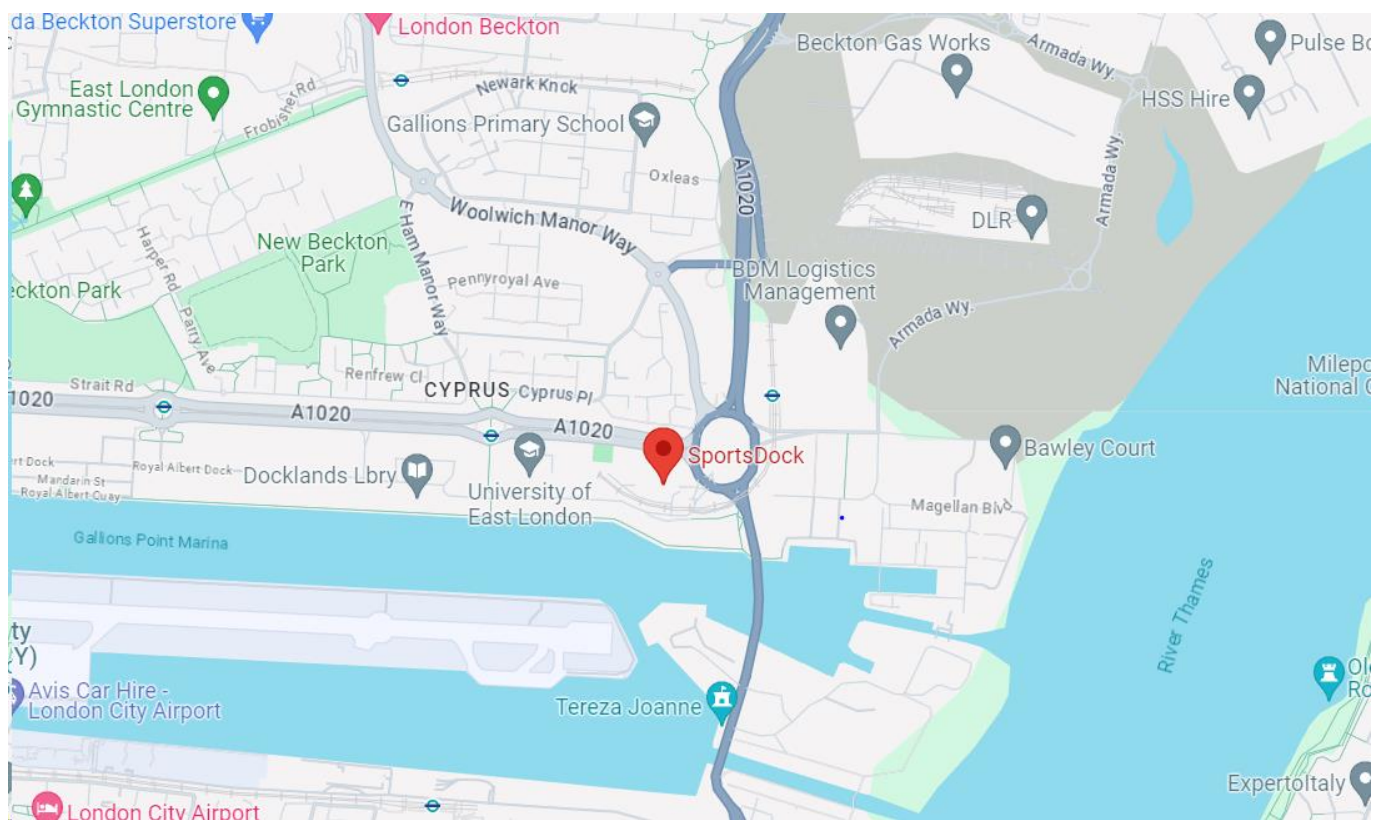 da Beckton Superstore
London Beckton
Beckton Gas Works
Armada Wy.
Pulse Bo
East London
Gymnastic Centre
Frobisher Rd
Newark Knck
Gallions Primary School
HSS Hire
Oxleas
A1020
Armada Wy.
Woolwich Manor Way
E Ham Manor Way
DLR
Harper Rd
New Beckton
Park
Pennyroyal Ave
BDM Logistics
Management
eckton Park
Parry Ave
Armada Wy.
Renfrew Cl
CYPRUS
Cyprus Pl
Strait Rd
1020
A1020
A1020
Milepo
National C
SportsDock
Bawley Court
rt Dock
Royal Albert Dock
Mandarin St
Royal Albert Quay
Docklands Lbry
University of
East London
Magellan Blvd
Gallions Point Marina
River Thames
ty
Y)
Avis Car Hire -
London City Airport
Tereza Joanne
Ol
Ro
ExpertoItaly
London City Airport